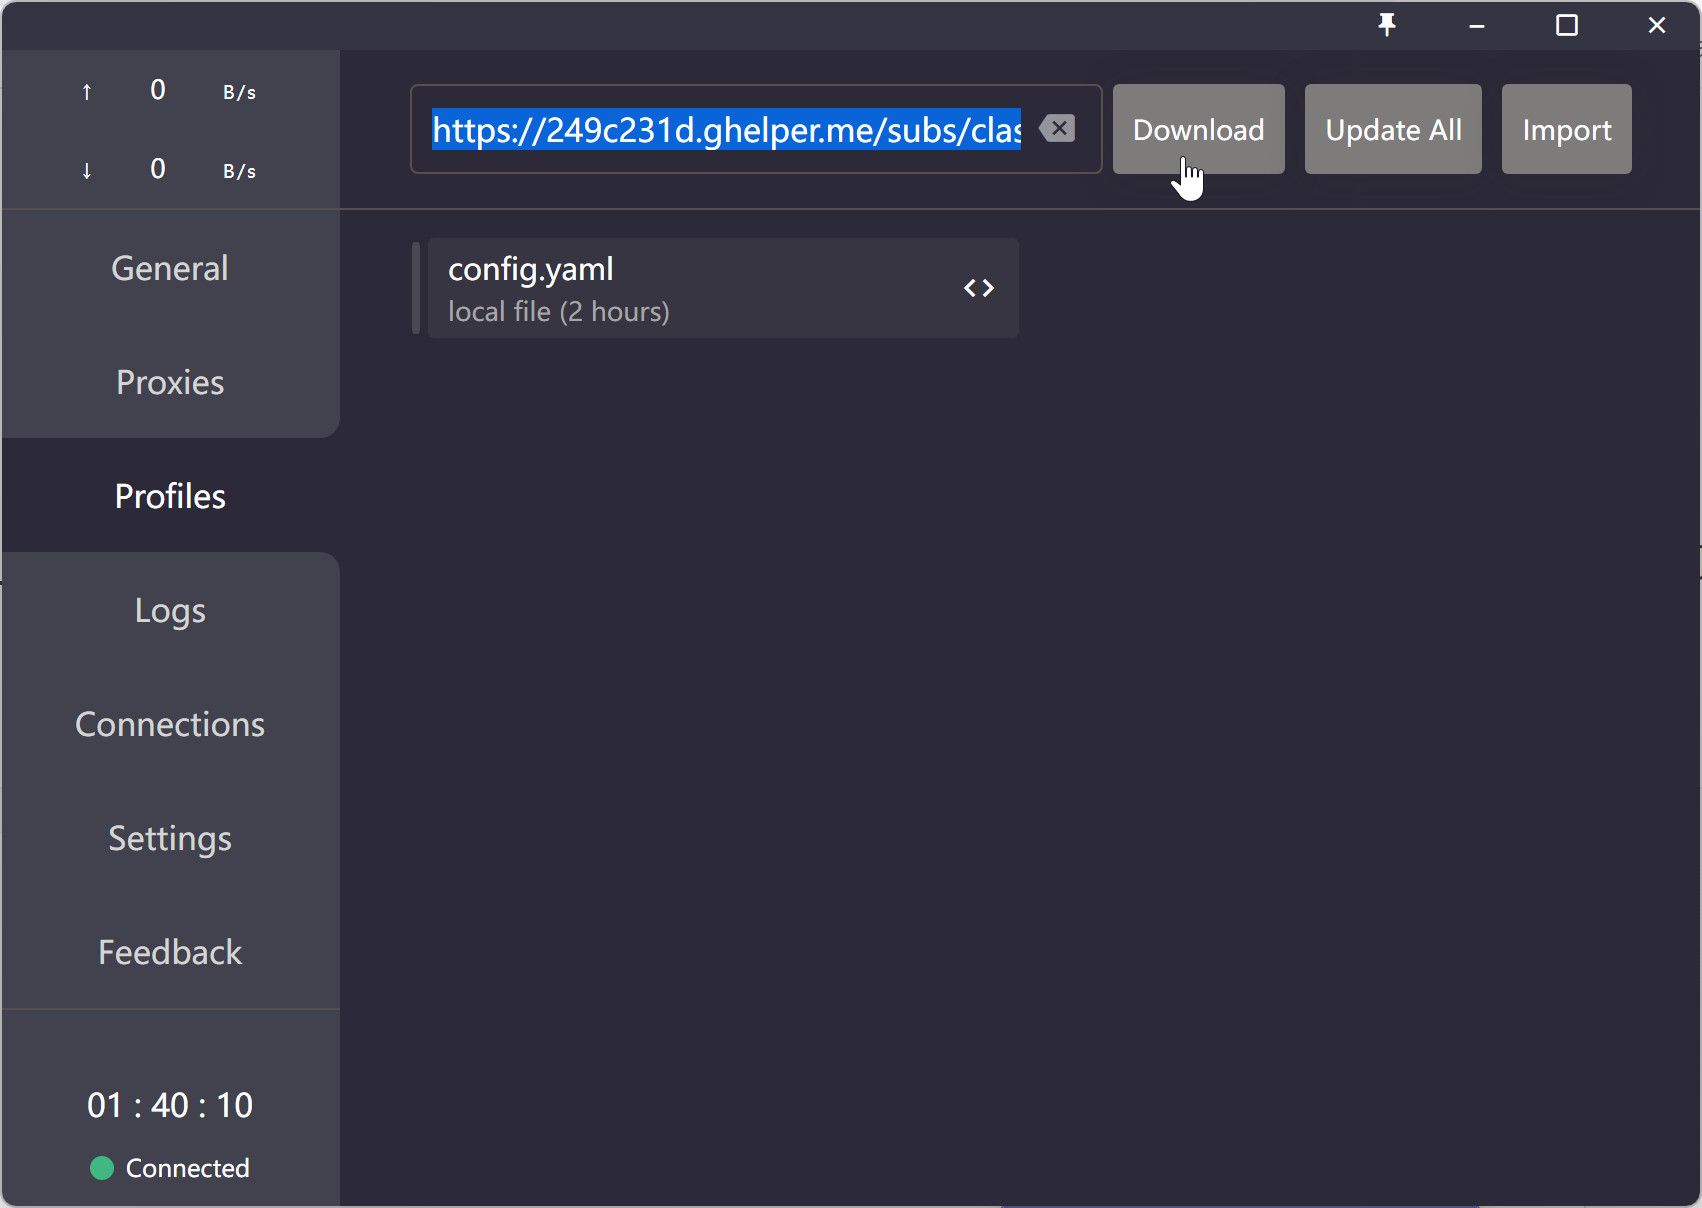 ↑ 0 B/s
↓ 0 B/s
https://249c231d.ghelper.me/subs/clas
Download
Update All
Import
General
Proxies
Profiles
Logs
Connections
Settings
Feedback
config.yaml
local file (2 hours)
01 : 40 : 10
Connected